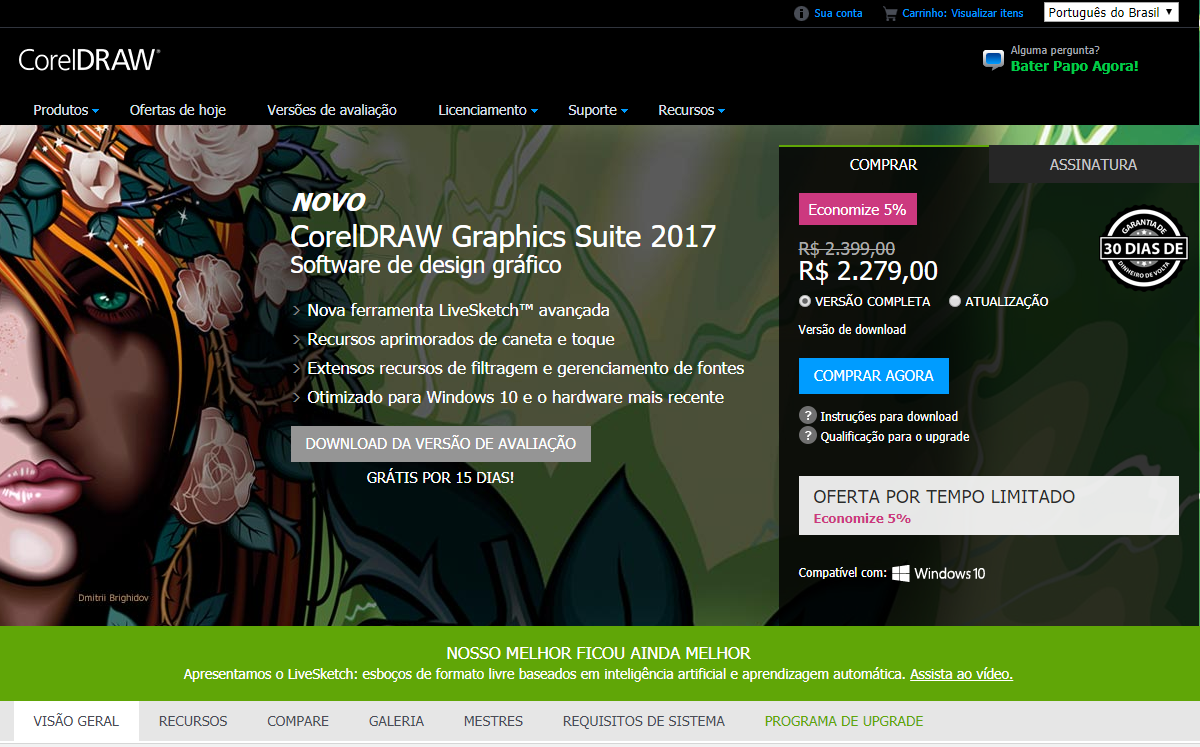 Sua conta
Carrinho: Visualizar itens
Português do Brasil
CorelDRAW®
Alguma pergunta?
Bater Papo Agora!
Produtos
Ofertas de hoje
Versões de avaliação
Licenciamento
Suporte
Recursos
NOVO
CorelDRAW Graphics Suite 2017
Software de design gráfico
Nova ferramenta LiveSketch™ avançada
Recursos aprimorados de caneta e toque
Extensos recursos de filtragem e gerenciamento de fontes
Otimizado para Windows 10 e o hardware mais recente
DOWNLOAD DA VERSÃO DE AVALIAÇÃO
GRÁTIS POR 15 DIAS!
Dmitrii Brighidov
COMPRAR
ASSINATURA
Economize 5%
R$ 2.399,00
R$ 2.279,00
GARANTIA DE
30 DIAS DE
DINHEIRO DE VOLTA
VERSÃO COMPLETA
ATUALIZAÇÃO
Versão de download
COMPRAR AGORA
? Instruções para download
? Qualificação para o upgrade
OFERTA POR TEMPO LIMITADO
Economize 5%
Compatível com: Windows 10
NOSSO MELHOR FICOU AINDA MELHOR
Apresentamos o LiveSketch: esboços de formato livre baseados em inteligência artificial e aprendizagem automática. Assista ao vídeo.
VISÃO GERAL
RECURSOS
COMPARE
GALERIA
MESTRES
REQUISITOS DE SISTEMA
PROGRAMA DE UPGRADE